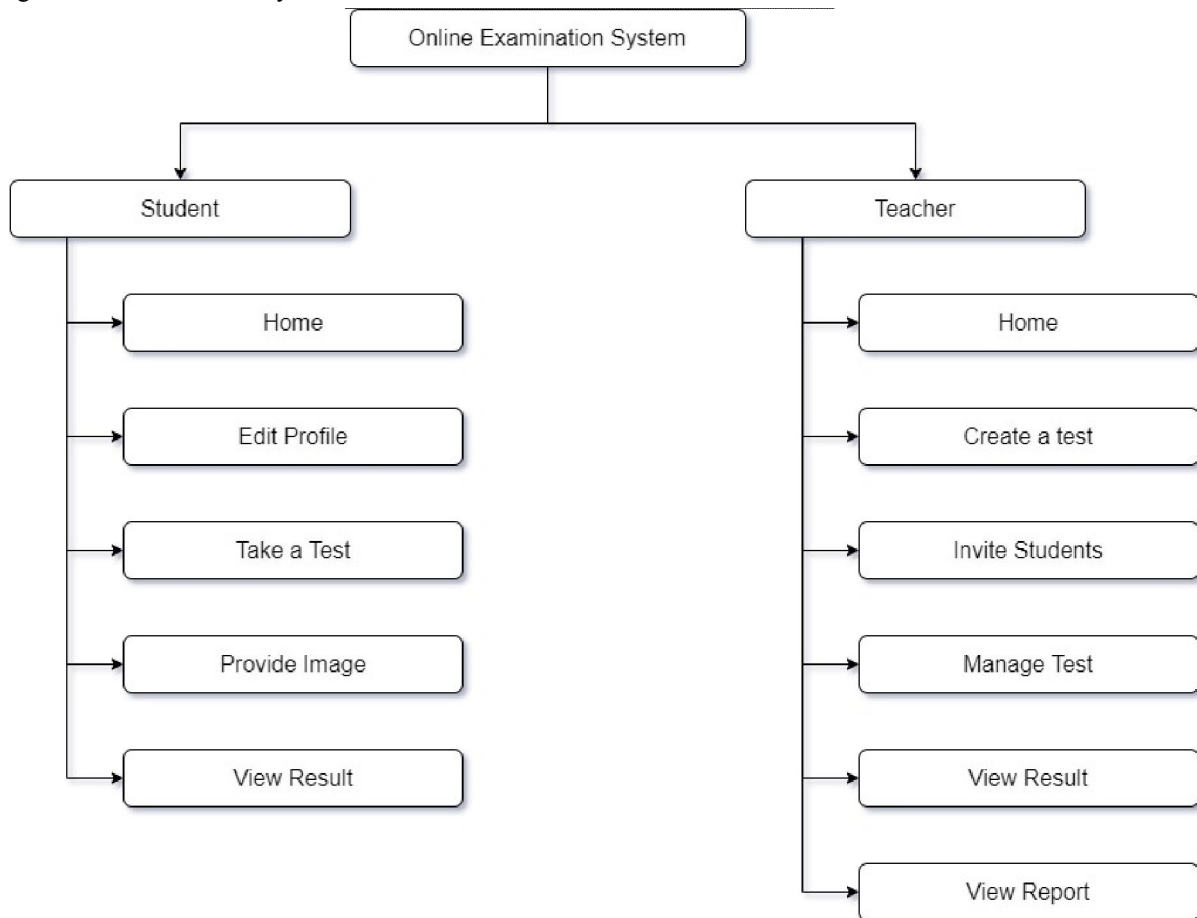 Online Examination System
Student
Teacher
Home
Edit Profile
Take a Test
Provide Image
View Result
Home
Create a test
Invite Students
Manage Test
View Result
View Report